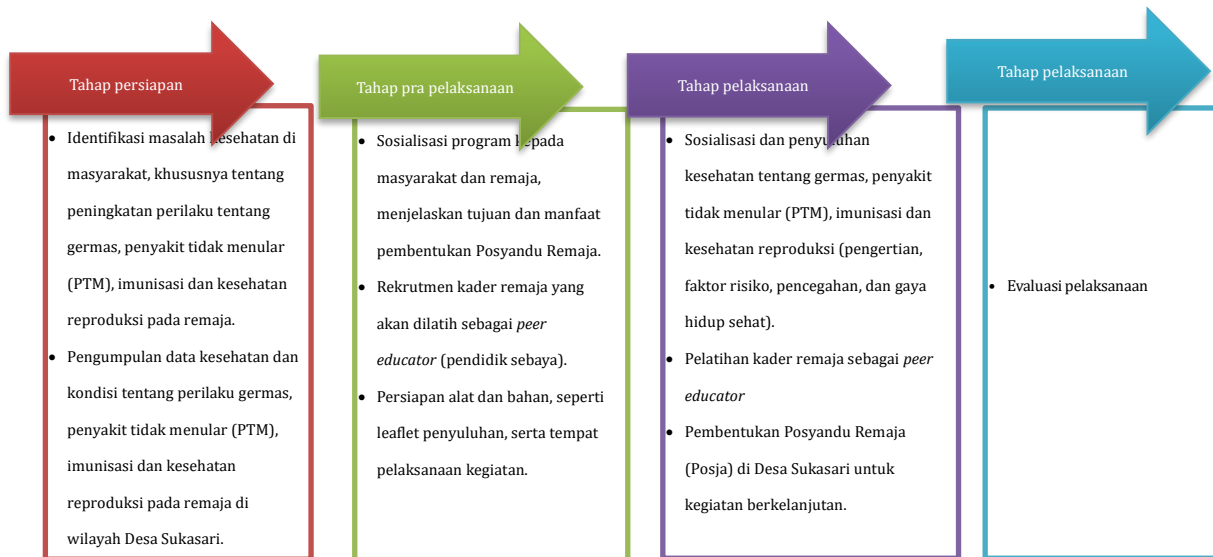 Tahap persiapan
• Identifikasi masalah kesehatan di
masyarakat, khususnya tentang
peningkatan perilaku tentang
germas, penyakit tidak menular
(PTM), imunisasi dan kesehatan
reproduksi pada remaja.
• Pengumpulan data kesehatan dan
kondisi tentang perilaku germas,
penyakit tidak menular (PTM),
imunisasi dan kesehatan
reproduksi pada remaja di
wilayah Desa Sukasari.
Tahap pra pelaksanaan
• Sosialisasi program kepada
masyarakat dan remaja,
menjelaskan tujuan dan manfaat
pembentukan Posyandu Remaja.
• Rekrutmen kader remaja yang
akan dilatih sebagai peer
educator (pendidik sebaya).
• Persiapan alat dan bahan, seperti
leaflet penyuluhan, serta tempat
pelaksanaan kegiatan.
Tahap pelaksanaan
• Sosialisasi dan penyuluhan
kesehatan tentang germas, penyakit
tidak menular (PTM), imunisasi dan
kesehatan reproduksi (pengertian,
faktor risiko, pencegahan, dan gaya
hidup sehat).
• Pelatihan kader remaja sebagai peer
educator
• Pembentukan Posyandu Remaja
(Posja) di Desa Sukasari untuk
kegiatan berkelanjutan.
Tahap pelaksanaan
• Evaluasi pelaksanaan